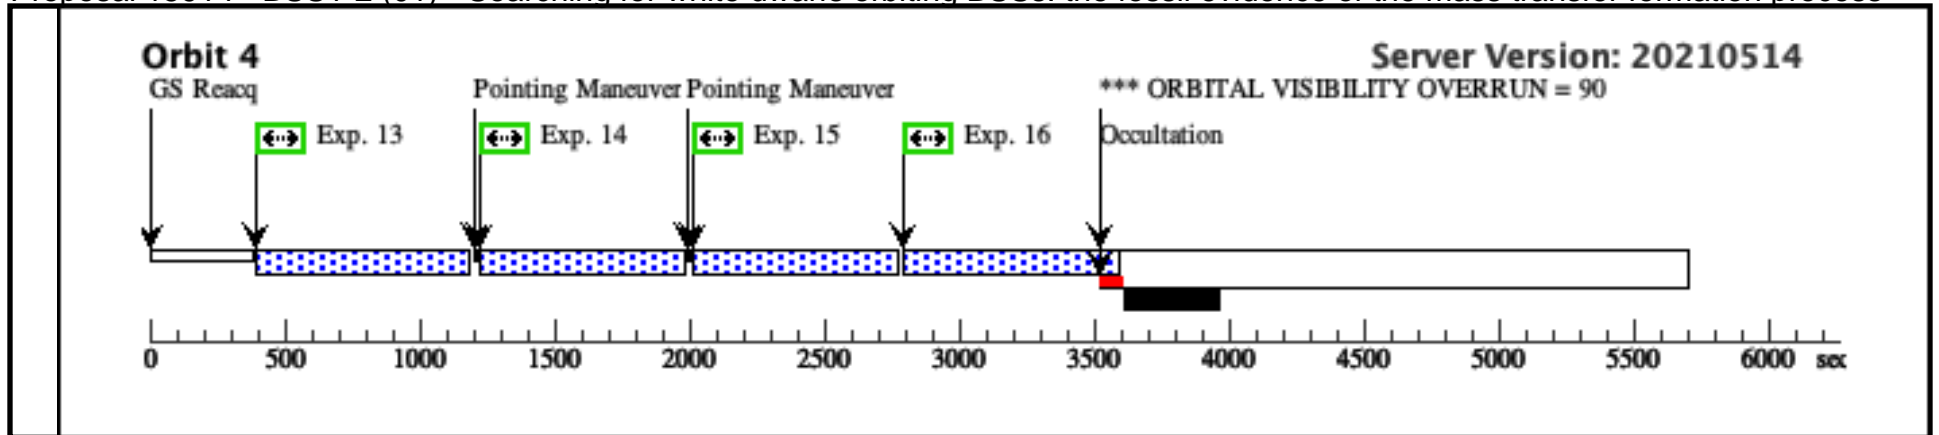 Orbit 4
Server Version: 20210514
GS Reacq
Pointing Maneuver Pointing Maneuver
*** ORBITAL VISIBILITY OVERRUN = 90
Exp. 13
Exp. 14
Exp. 15
Exp. 16
Occultation
0 500 1000 1500 2000 2500 3000 3500 4000 4500 5000 5500 6000 sec